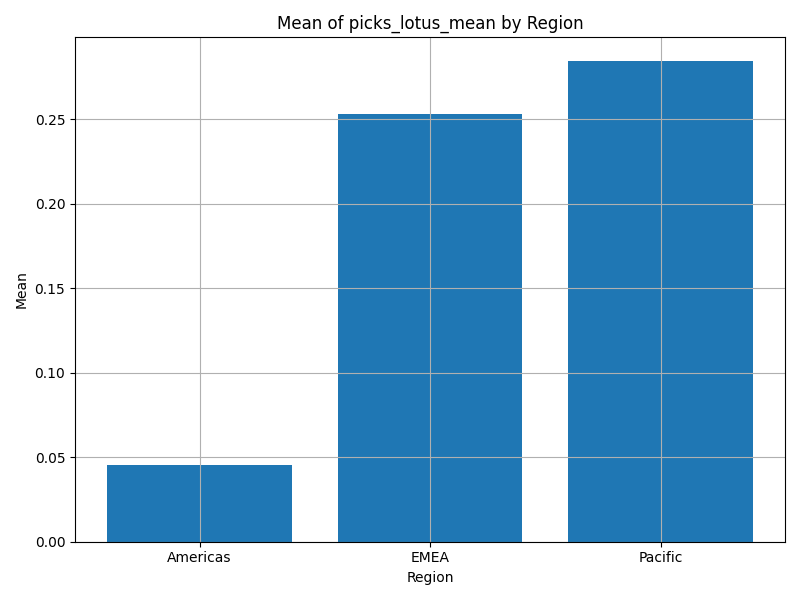 Mean of picks_lotus_mean by Region
Mean
0.25
0.20
0.15
0.10
0.05
0.00
Americas EMEA Pacific
Region